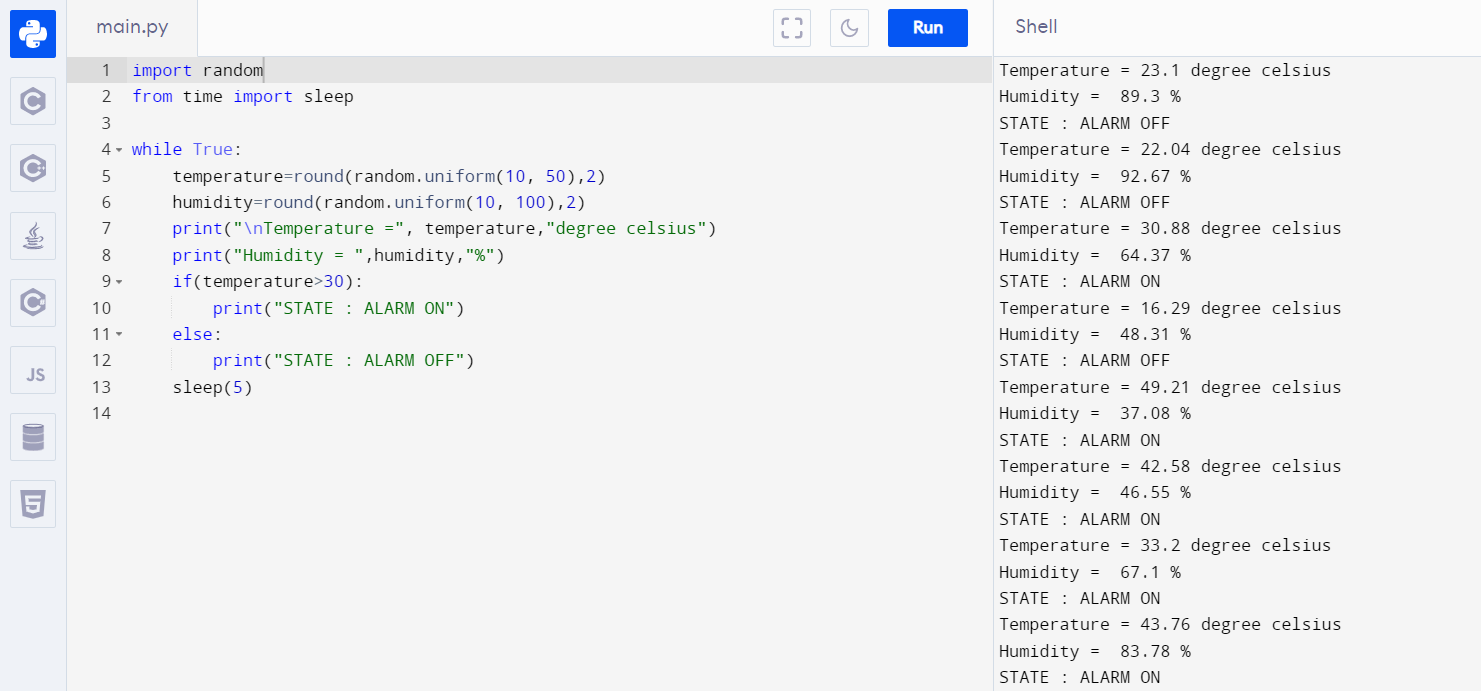 main.py
Run
Shell
1 import random
2 from time import sleep
3
4 while True:
5     temperature=round(random.uniform(10, 50),2)
6     humidity=round(random.uniform(10, 100),2)
7     print("\nTemperature =", temperature,"degree celsius")
8     print("Humidity = ",humidity,"%")
9     if(temperature>30):
10         print("STATE : ALARM ON")
11     else:
12         print("STATE : ALARM OFF")
13     sleep(5)
14
JS
Temperature = 23.1 degree celsius
Humidity =  89.3 %
STATE : ALARM OFF
Temperature = 22.04 degree celsius
Humidity =  92.67 %
STATE : ALARM OFF
Temperature = 30.88 degree celsius
Humidity =  64.37 %
STATE : ALARM ON
Temperature = 16.29 degree celsius
Humidity =  48.31 %
STATE : ALARM OFF
Temperature = 49.21 degree celsius
Humidity =  37.08 %
STATE : ALARM ON
Temperature = 42.58 degree celsius
Humidity =  46.55 %
STATE : ALARM ON
Temperature = 33.2 degree celsius
Humidity =  67.1 %
STATE : ALARM ON
Temperature = 43.76 degree celsius
Humidity =  83.78 %
STATE : ALARM ON